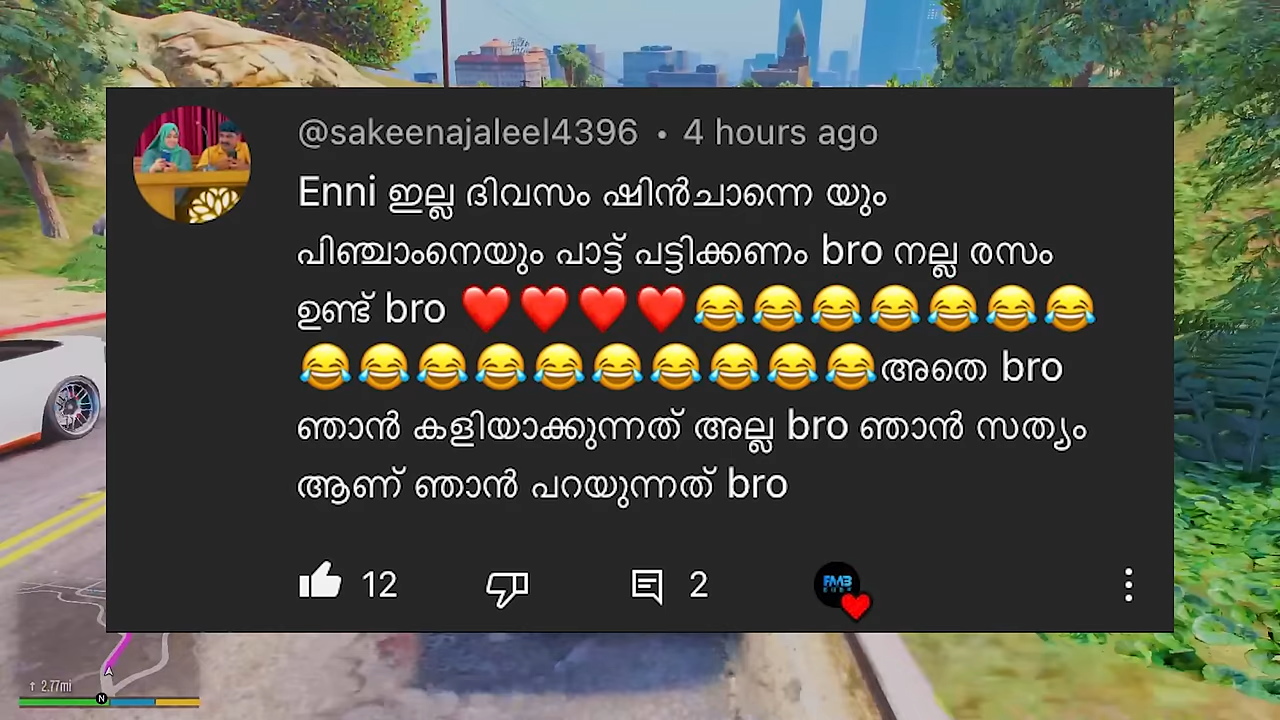 @sakeenajaleel4396 • 4 hours ago
Enni ഇല്ല ദിവസം ഷിൻചാന്നെ യും
പിഞ്ചാംനെയും പാട്ട് പട്ടിക്കണം bro നല്ല രസം
ഉണ്ട് bro ❤️❤️❤️❤️😂😂😂😂😂😂😂
😂😂😂😂😂😂😂😂😂😂അതെ bro
ഞാൻ കളിയാക്കുന്നത് അല്ല bro ഞാൻ സത്യം
ആണ് ഞാൻ പറയുന്നത് bro
12 2 FMB
↑ 2.77mi
N